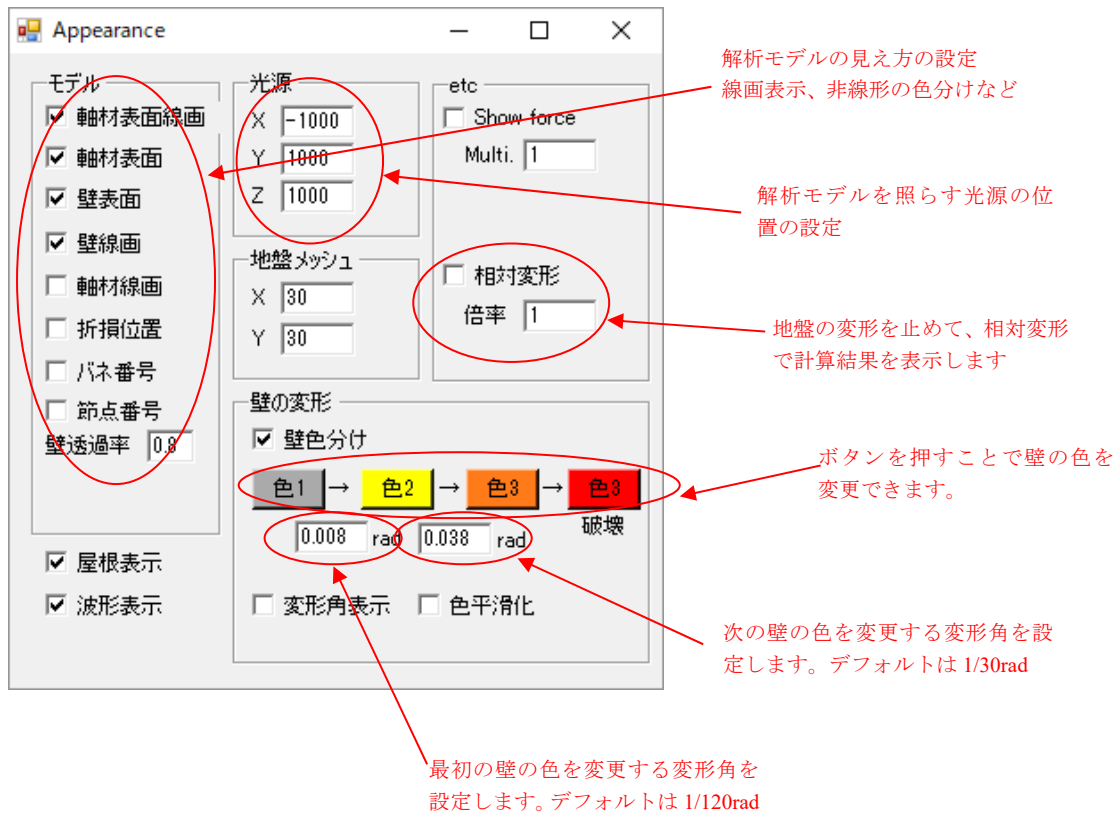 Appearance
モデル
軸材表面線画
軸材表面
壁表面
壁線画
軸材線画
折損位置
バネ番号
節点番号
壁透過率 0.8
屋根表示
波形表示
光源
X -1000
Y 1000
Z 1000
地盤メッシュ
X 30
Y 30
etc
Show force
Multi. 1
相対変形
倍率 1
壁の変形
壁色分け
色1 → 色2 → 色3 → 色3
破壊
0.008 rad 0.038 rad
変形角表示 色平滑化
解析モデルの見え方の設定
線画表示、非線形の色分けなど
解析モデルを照らす光源の位
置の設定
地盤の変形を止めて、相対変形
で計算結果を表示します
ボタンを押すことで壁の色を
変更できます。
次の壁の色を変更する変形角を設
定します。デフォルトは 1/30rad
最初の壁の色を変更する変形角を
設定します。デフォルトは 1/120rad